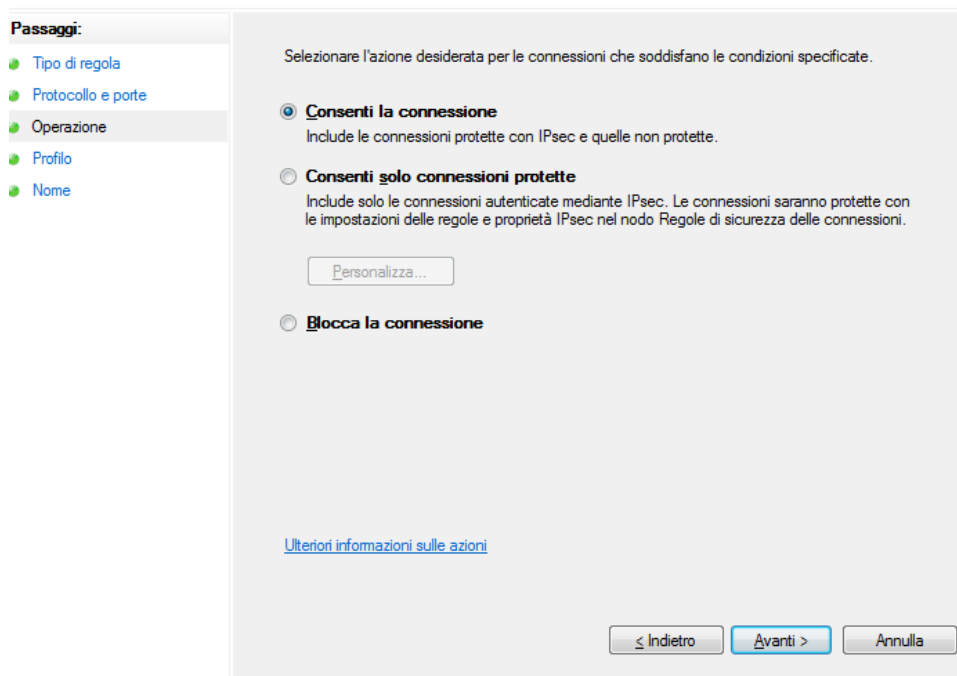 Passaggi:
Tipo di regola
Protocollo e porte
Operazione
Profilo
Nome
Selezionare l'azione desiderata per le connessioni che soddisfano le condizioni specificate.
Consenti la connessione
Include le connessioni protette con IPsec e quelle non protette.
Consenti solo connessioni protette
Include solo le connessioni autenticate mediante IPsec. Le connessioni saranno protette con
le impostazioni delle regole e proprietà IPsec nel nodo Regole di sicurezza delle connessioni.
Personalizza...
Blocca la connessione
Ulteriori informazioni sulle azioni
< Indietro
Avanti >
Annulla